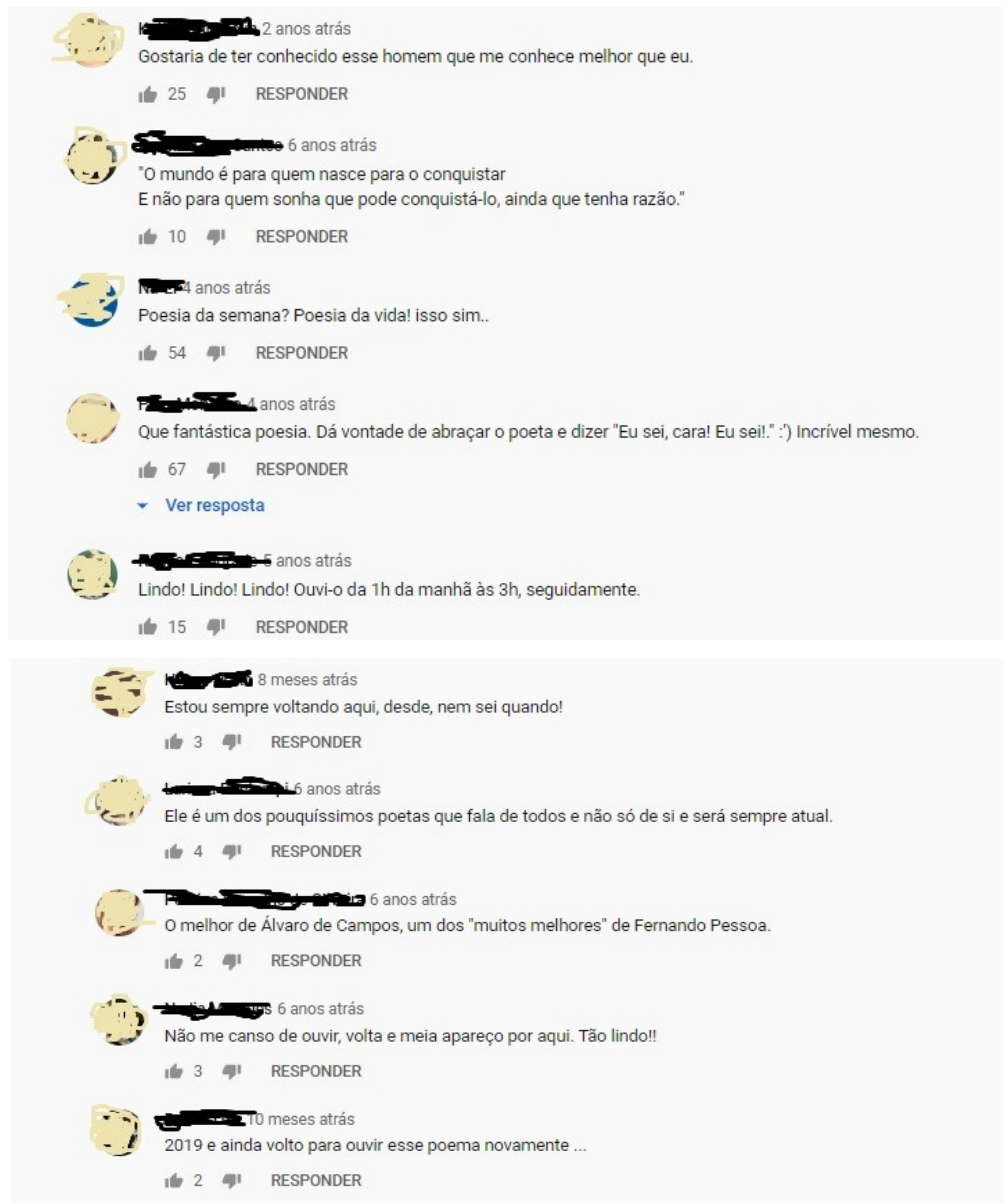 2 anos atrás
Gostaria de ter conhecido esse homem que me conhece melhor que eu.
25 RESPONDER
6 anos atrás
"O mundo é para quem nasce para o conquistar
E não para quem sonha que pode conquistá-lo, ainda que tenha razão."
10 RESPONDER
4 anos atrás
Poesia da semana? Poesia da vida! isso sim..
54 RESPONDER
4 anos atrás
Que fantástica poesia. Dá vontade de abraçar o poeta e dizer "Eu sei, cara! Eu sei!." :') Incrível mesmo.
67 RESPONDER
Ver resposta
5 anos atrás
Lindo! Lindo! Lindo! Ouvi-o da 1h da manhã às 3h, seguidamente.
15 RESPONDER
8 meses atrás
Estou sempre voltando aqui, desde, nem sei quando!
3 RESPONDER
6 anos atrás
Ele é um dos pouquíssimos poetas que fala de todos e não só de si e será sempre atual.
4 RESPONDER
6 anos atrás
O melhor de Álvaro de Campos, um dos "muitos melhores" de Fernando Pessoa.
2 RESPONDER
6 anos atrás
Não me canso de ouvir, volta e meia apareço por aqui. Tão lindo!!
3 RESPONDER
10 meses atrás
2019 e ainda volto para ouvir esse poema novamente ...
2 RESPONDER